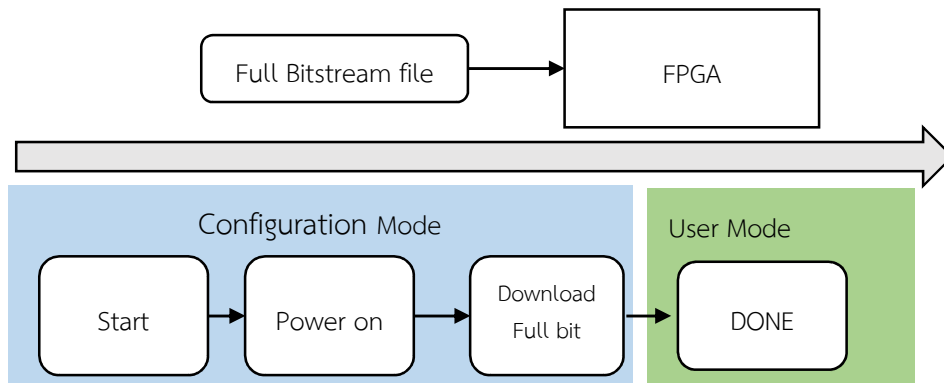 Full Bitstream file
FPGA
Configuration Mode
User Mode
Start
Power on
Download
Full bit
DONE